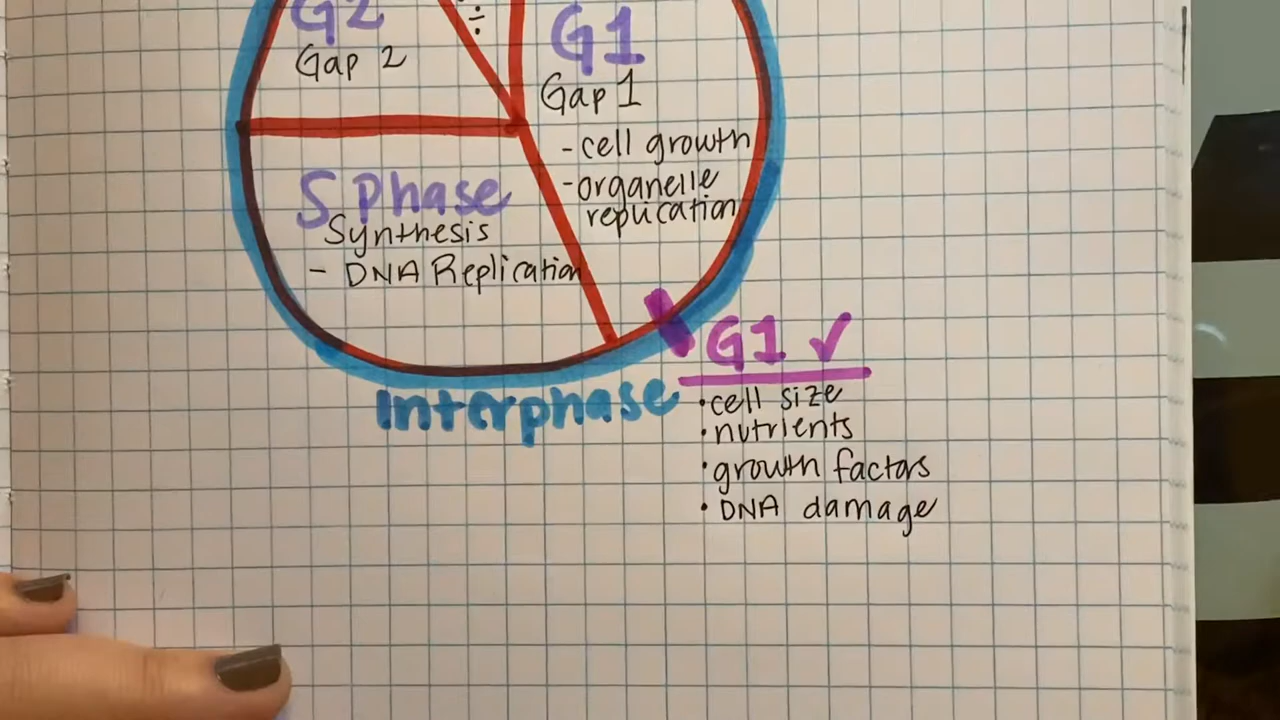 G2
Gap 2
÷
G1
Gap 1
- cell growth
- organelle
replication
S Phase
Synthesis
- DNA Replication
G1 ✓
Interphase
• cell size
• nutrients
• growth factors
• DNA damage